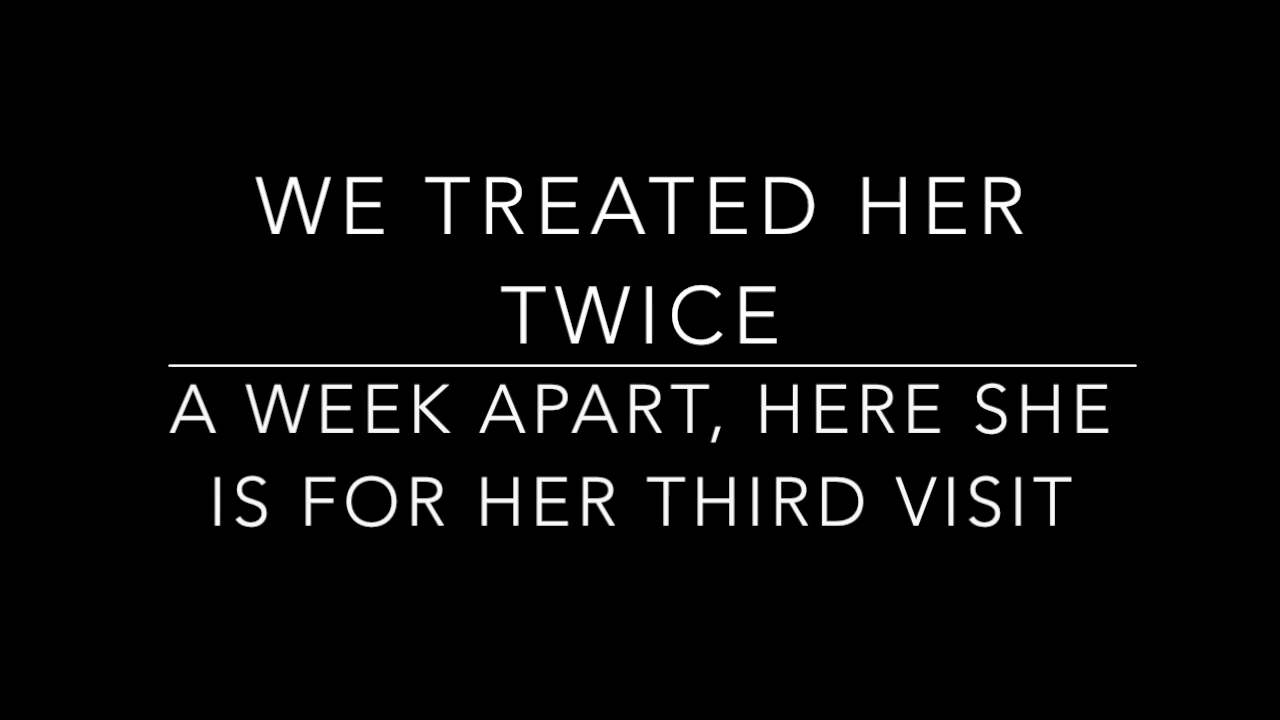 WE TREATED HER
TWICE
A WEEK APART, HERE SHE
IS FOR HER THIRD VISIT